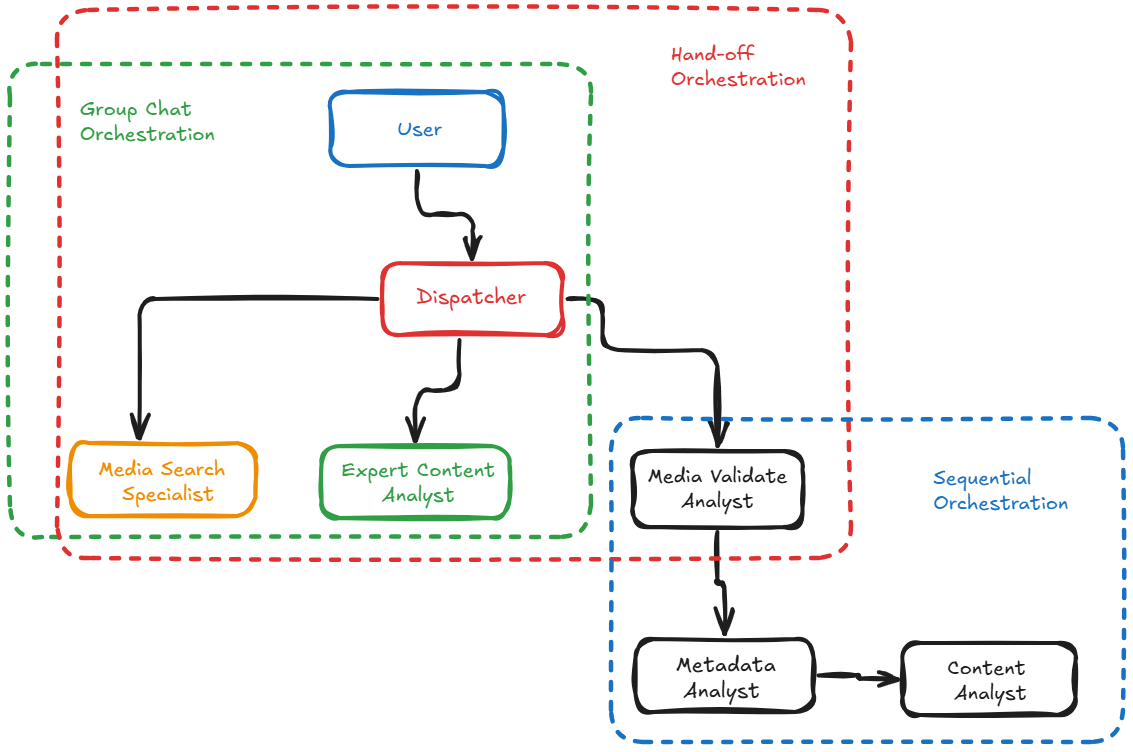 Hand-off
Orchestration
Group Chat
Orchestration
User
Dispatcher
Media Search
Specialist
Expert Content
Analyst
Media Validate
Analyst
Sequential
Orchestration
Metadata
Analyst
Content
Analyst